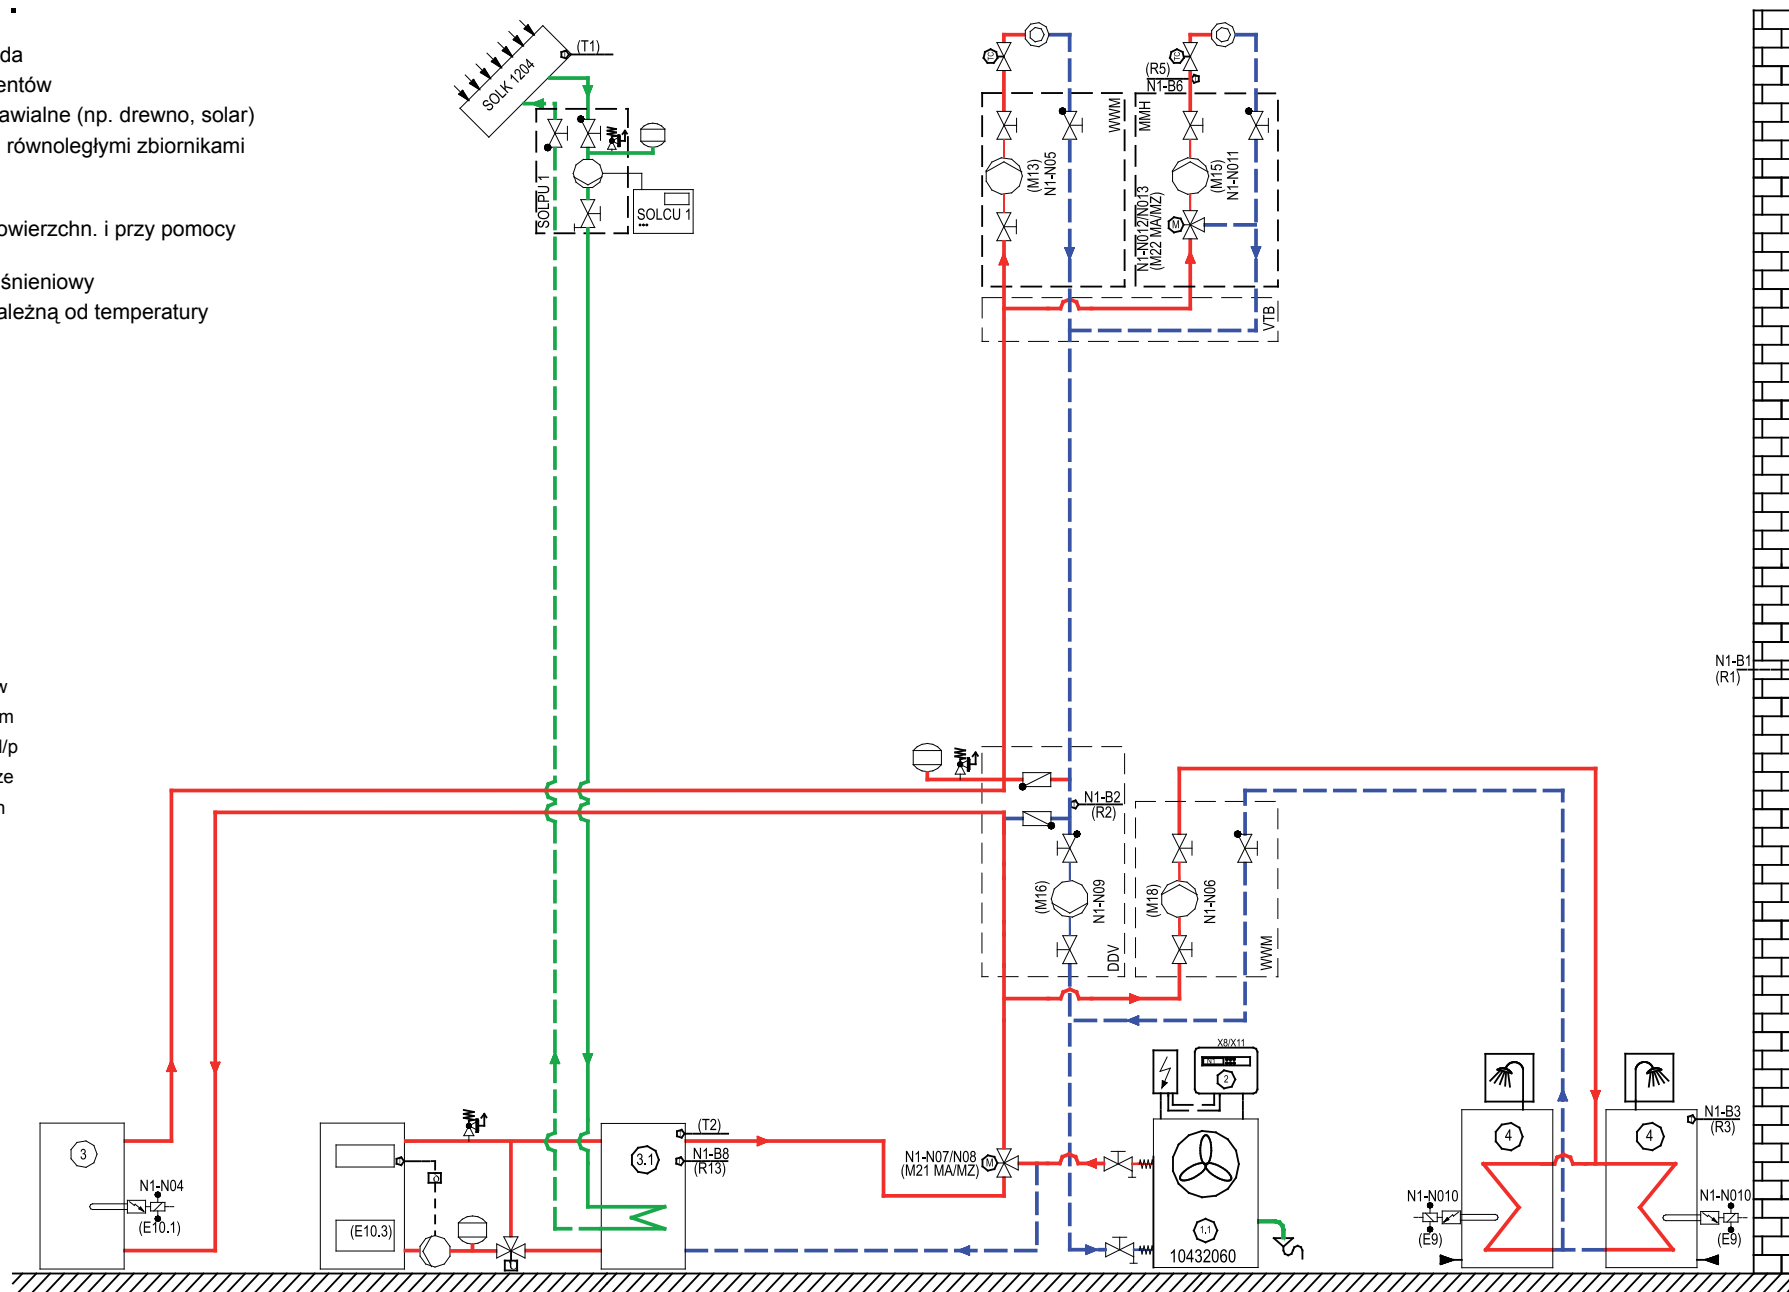 da
entów
awialne (np. drewno, solar)
równoległymi zbiornikami
owierzchn. i przy pomocy
śnieniowy
ależną od temperatury
w
m
l/p
ze
n
(T1)
SOLK 1204
SOLPU 1
SOLCU 1
TC
TC
(R5)
N1-B6
WWM
MMH
(M13)
N1-N05
(M15)
N1-N011
N1-N012/N013
(M22 MA/MZ)
M
VTB
N1-B1
(R1)
N1-B2
(R2)
(M16)
N1-N09
DDV
(M18)
N1-N06
WWM
X8/X11
N1
2
3
N1-N04
(E10.1)
(E10.3)
3.1
(T2)
N1-B8
(R13)
N1-N07/N08
(M21 MA/MZ)
M
1.1
10432060
4
4
N1-B3
(R3)
N1-N010
(E9)
N1-N010
(E9)